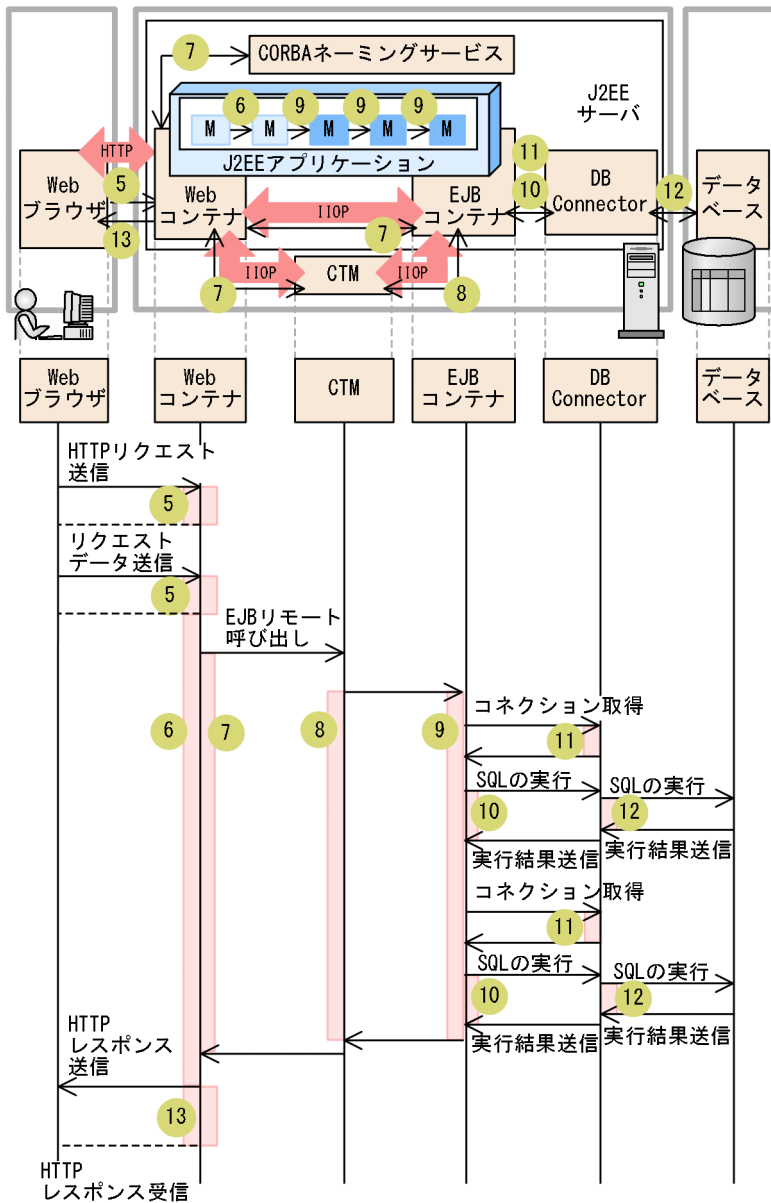 7
CORBAネーミングサービス
6
9
9
9
M
M
M
M
M
J2EE
サーバ
J2EEアプリケーション
HTTP
11
5
10
12
Web
ブラウザ
Web
コンテナ
IIOP
EJB
コンテナ
DB
Connector
データ
ベース
13
7
IIOP
CTM
IIOP
7
8
Web
ブラウザ
Web
コンテナ
CTM
EJB
コンテナ
DB
Connector
データ
ベース
HTTPリクエスト
送信
5
リクエスト
データ送信
5
EJBリモート
呼び出し
コネクション取得
6
7
8
9
11
SQLの実行
SQLの実行
10
12
実行結果送信
実行結果送信
コネクション取得
11
SQLの実行
SQLの実行
10
12
HTTP
レスポンス
送信
実行結果送信
実行結果送信
13
HTTP
レスポンス受信